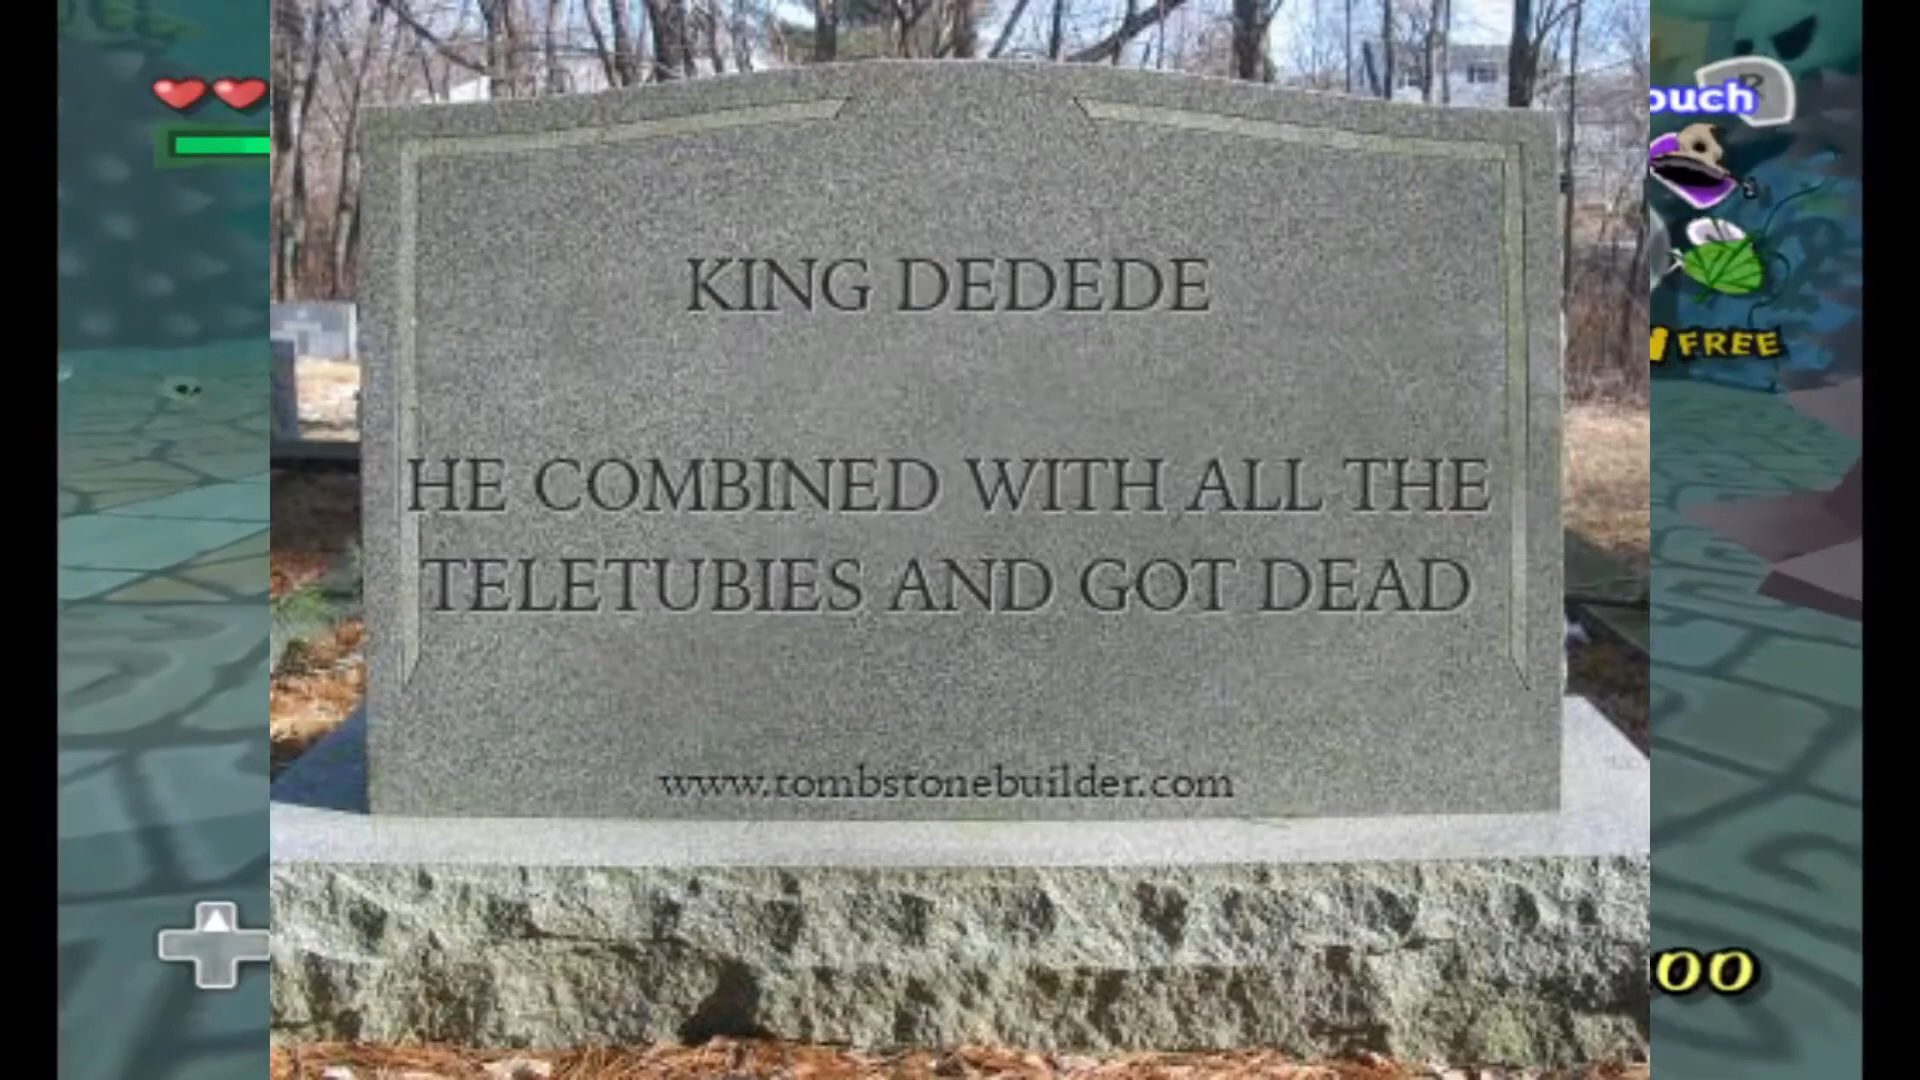 KING DEDEDE
HE COMBINED WITH ALL THE
TELETUBIES AND GOT DEAD
www.tombstonebuilder.com
ouch
FREE
00